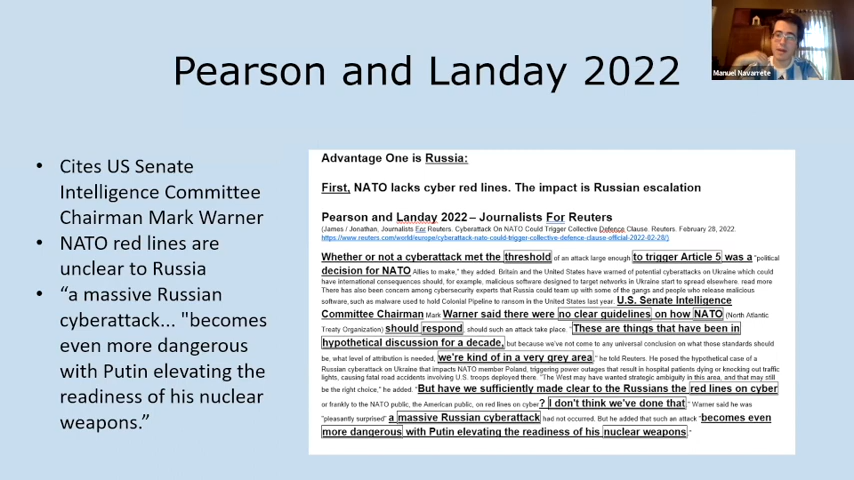 Pearson and Landay 2022
Manuel Navarrete
• Cites US Senate
Intelligence Committee
Chairman Mark Warner
• NATO red lines are
unclear to Russia
• “a massive Russian
cyberattack... "becomes
even more dangerous
with Putin elevating the
readiness of his nuclear
weapons.”
Advantage One is Russia:
First, NATO lacks cyber red lines. The impact is Russian escalation
Pearson and Landay 2022 – Journalists For Reuters
(James / Jonathan, Journalists For Reuters. Cyberattack On NATO Could Trigger Collective Defence Clause. Reuters. February 28, 2022.
https://www.reuters.com/world/europe/cyberattack-nato-could-trigger-collective-defence-clause-official-2022-02-28/)
Whether or not a cyberattack met the threshold of an attack large enough to trigger Article 5 was a "political
decision for NATO Allies to make," they added. Britain and the United States have warned of potential cyberattacks on Ukraine which could
have international consequences should, for example, malicious software designed to target networks in Ukraine start to spread elsewhere. read more
There has also been concern among cybersecurity experts that Russia could team up with some of the gangs and people who release malicious
software, such as malware used to hold Colonial Pipeline to ransom in the United States last year. U.S. Senate Intelligence
Committee Chairman Mark Warner said there were no clear guidelines on how NATO (North Atlantic
Treaty Organization) should respond, should such an attack take place. "These are things that have been in
hypothetical discussion for a decade, but because we've not come to any universal conclusion on what those standards should
be, what level of attribution is needed, we're kind of in a very grey area," he told Reuters. He posed the hypothetical case of a
Russian cyberattack on Ukraine that impacts NATO member Poland, triggering power outages that result in hospital patients dying or knocking out traffic
lights, causing fatal road accidents involving U.S. troops deployed there. "The West may have wanted strategic ambiguity in this area, and that may still
be the right choice," he added. "But have we sufficiently made clear to the Russians the red lines on cyber
or frankly to the NATO public, the American public, on red lines on cyber? I don't think we've done that." Warner said he was
"pleasantly surprised" a massive Russian cyberattack had not occurred. But he added that such an attack "becomes even
more dangerous with Putin elevating the readiness of his nuclear weapons."